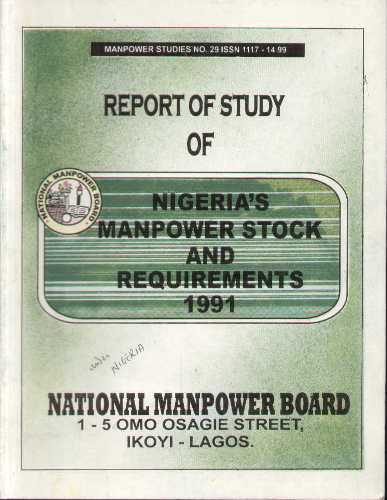 MANPOWER STUDIES NO. 29 ISSN 1117 - 14 99
REPORT OF STUDY
OF
NATIONAL MANPOWER BOARD
NIGERIA'S
MANPOWER STOCK
AND
REQUIREMENTS
1991
under
NIGERIA
NATIONAL MANPOWER BOARD
1 - 5 OMO OSAGIE STREET,
IKOYI - LAGOS.